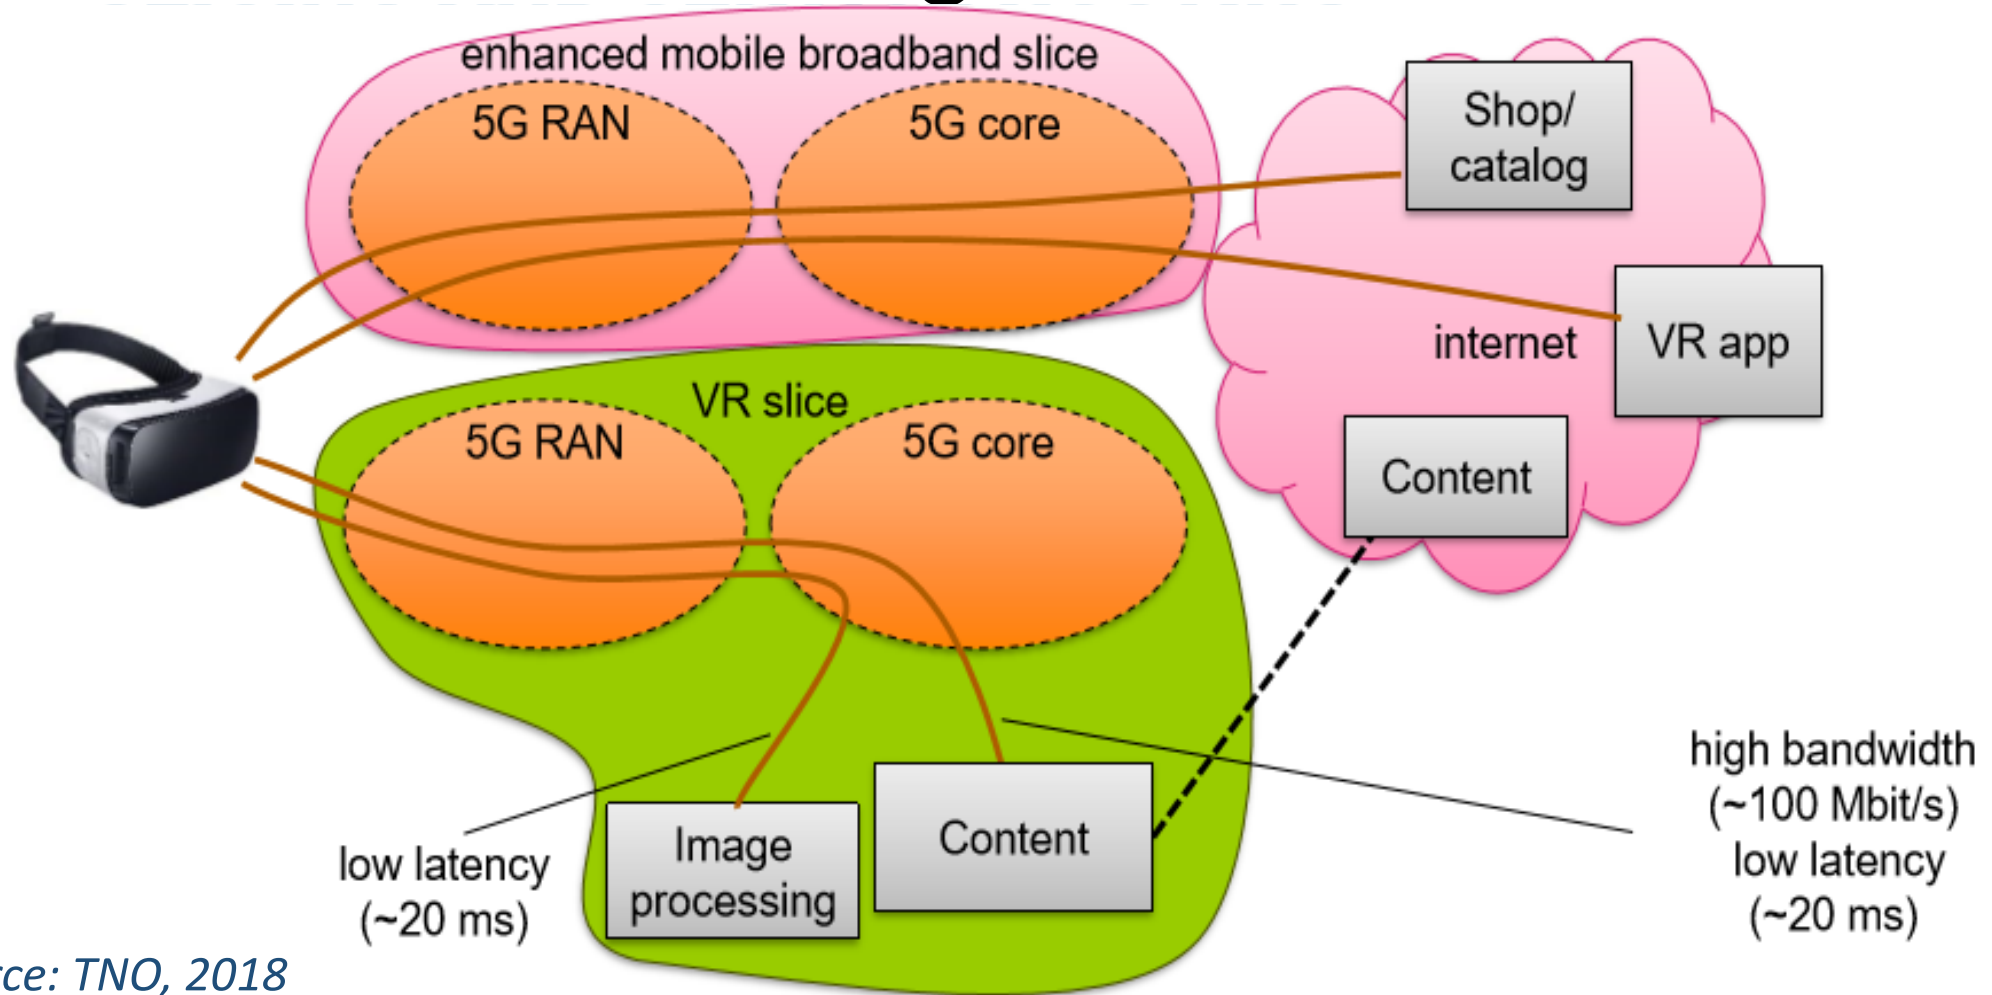 enhanced mobile broadband slice
5G RAN
5G core
Shop/
catalog
VR app
internet
Content
VR slice
5G RAN
5G core
high bandwidth
(~100 Mbit/s)
low latency
(~20 ms)
Image
processing
Content
low latency
(~20 ms)
TNO, 2018